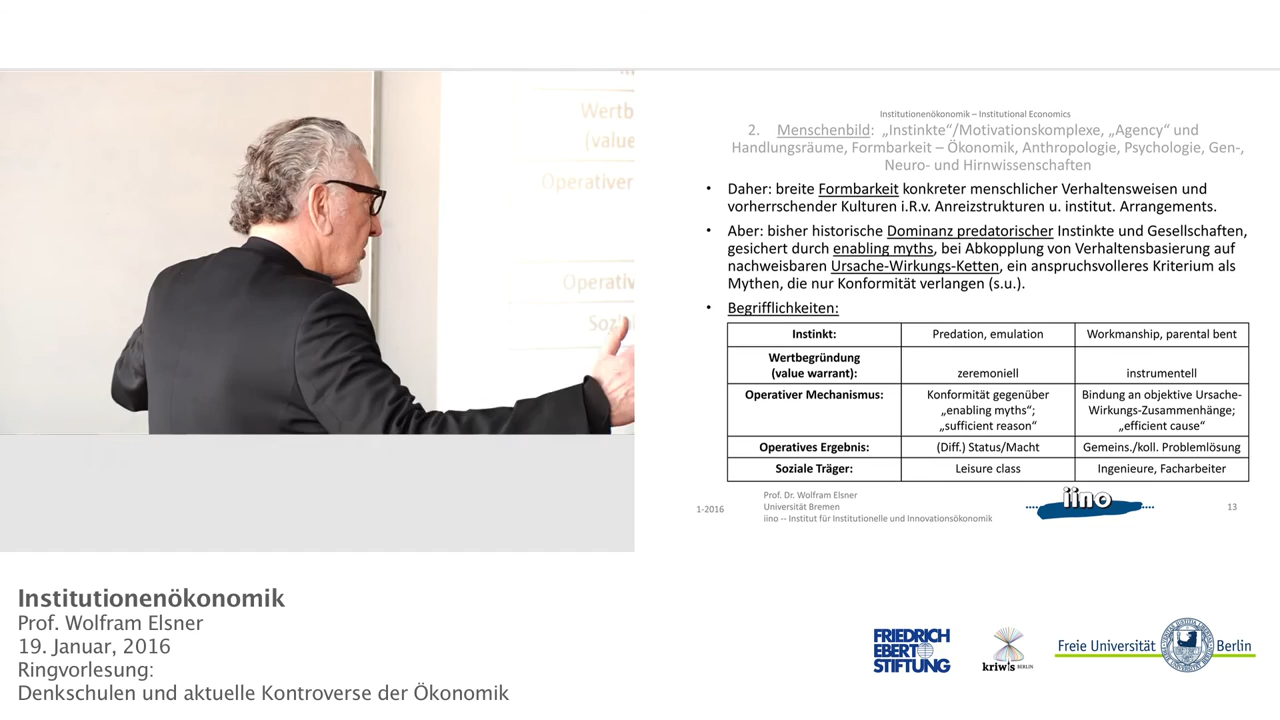 Wertb
(value
Operativer
Operativ
Soz
Institutionenökonomik – Institutional Economics
2. Menschenbild: „Instinkte“/Motivationskomplexe, „Agency“ und
Handlungsräume, Formbarkeit – Ökonomik, Anthropologie, Psychologie, Gen-,
Neuro- und Hirnwissenschaften
• Daher: breite Formbarkeit konkreter menschlicher Verhaltensweisen und
vorherrschender Kulturen i.R.v. Anreizstrukturen u. institut. Arrangements.
• Aber: bisher historische Dominanz predatorischer Instinkte und Gesellschaften,
gesichert durch enabling myths, bei Abkopplung von Verhaltensbasierung auf
nachweisbaren Ursache-Wirkungs-Ketten, ein anspruchsvolleres Kriterium als
Mythen, die nur Konformität verlangen (s.u.).
• Begrifflichkeiten:
Instinkt: Predation, emulation Workmanship, parental bent
Wertbegründung
(value warrant): zeremoniell instrumentell
Operativer Mechanismus: Konformität gegenüber Bindung an objektive Ursache-
„enabling myths“; Wirkungs-Zusammenhänge;
„sufficient reason“ „efficient cause“
Operatives Ergebnis: (Diff.) Status/Macht Gemeins./koll. Problemlösung
Soziale Träger: Leisure class Ingenieure, Facharbeiter
1-2016
Prof. Dr. Wolfram Elsner
Universität Bremen
iino -- Institut für Institutionelle und Innovationsökonomik
iino
13
Institutionenökonomik
Prof. Wolfram Elsner
19. Januar, 2016
Ringvorlesung:
Denkschulen und aktuelle Kontroverse der Ökonomik
FRIEDRICH
EBERT
STIFTUNG
kriwis BERLIN
Freie Universität Berlin